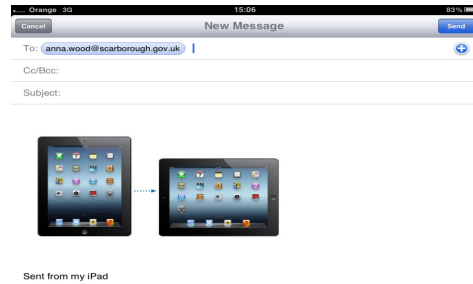 Orange 3G 15:06 83%
Cancel New Message Send
To: anna.wood@scarborough.gov.uk
Cc/Bcc:
Subject:
Sent from my iPad